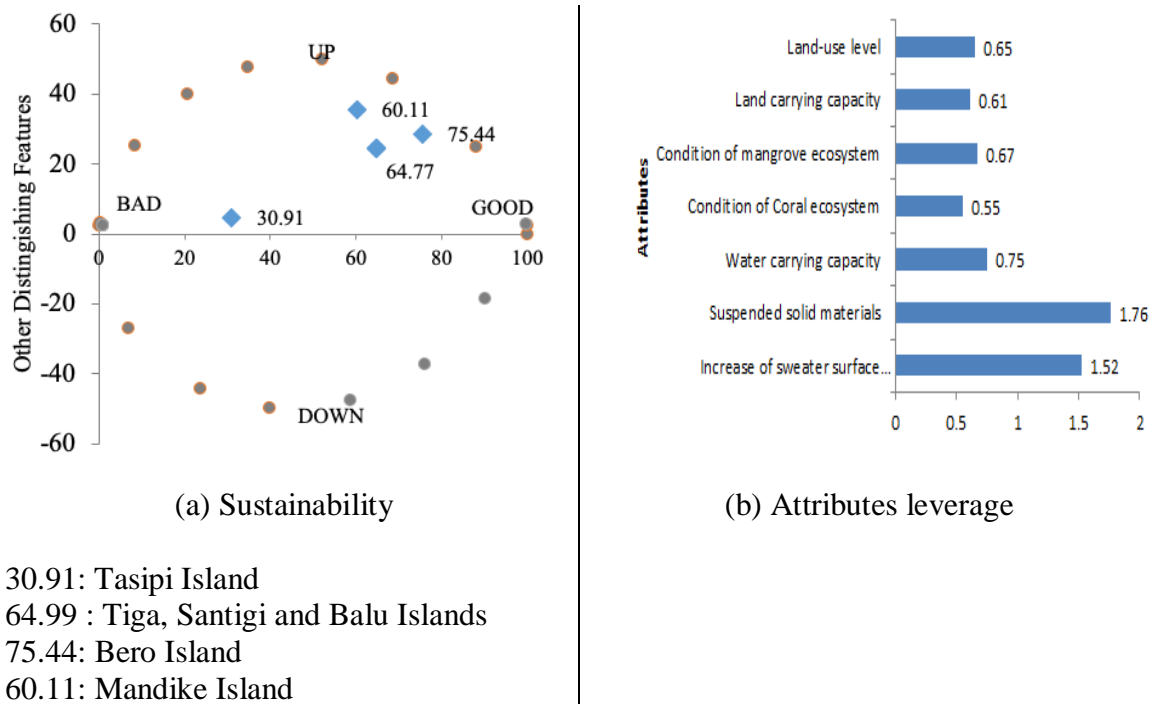 60
40
20
0
-20
-40
-60
Other Distingishing Features
UP
60.11
75.44
64.77
BAD
30.91
GOOD
0 20 40 60 80 100
DOWN
(a) Sustainability
30.91: Tasipi Island
64.99 : Tiga, Santigi and Balu Islands
75.44: Bero Island
60.11: Mandike Island
Attributes
Land-use level 0.65
Land carrying capacity 0.61
Condition of mangrove ecosystem 0.67
Condition of Coral ecosystem 0.55
Water carrying capacity 0.75
Suspended solid materials 1.76
Increase of sweater surface... 1.52
0 0.5 1 1.5 2
(b) Attributes leverage